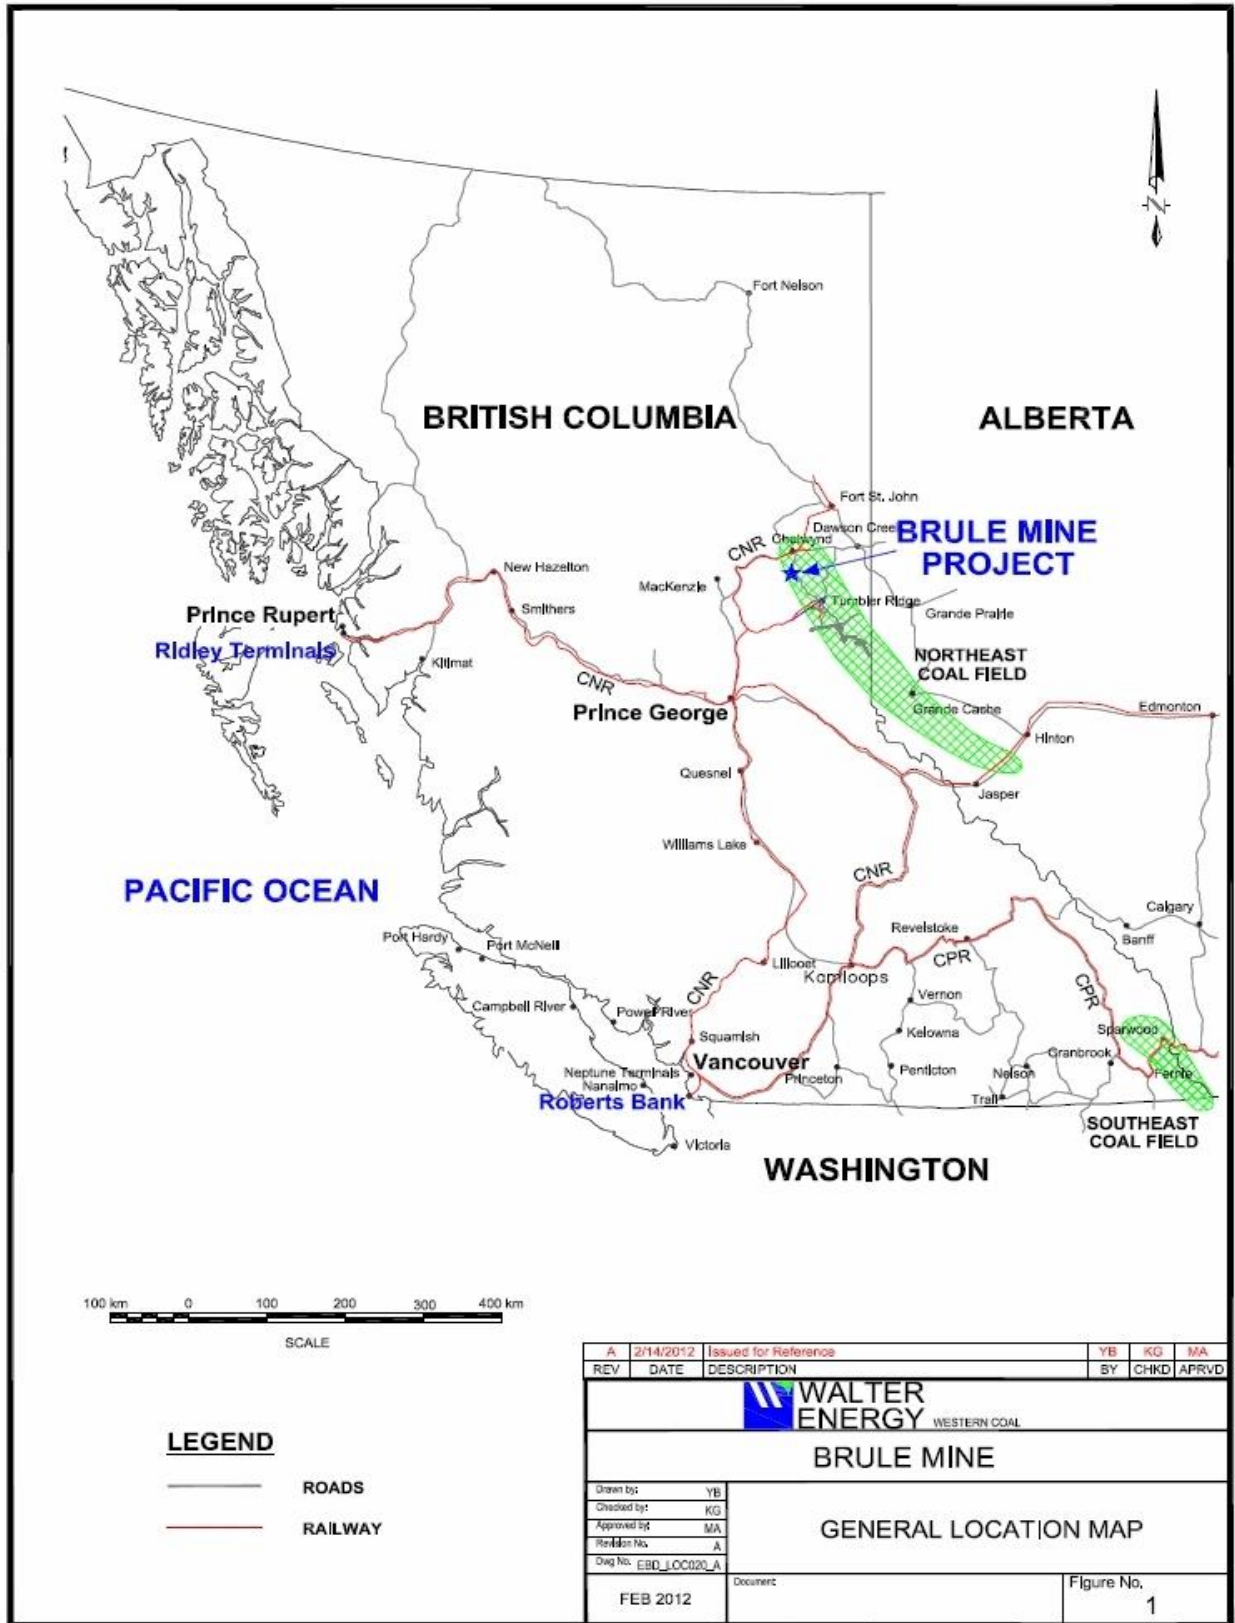 Fort Nelson
BRITISH COLUMBIA
ALBERTA
N
Fort St. John
Dawson Creek
Chetwynd
BRULE MINE
PROJECT
CNR
MacKenzie
New Hazelton
Smithers
Tumbler Ridge
Grande Prairie
Prince Rupert
Ridley Terminals
Kitimat
NORTHEAST
COAL FIELD
CNR
Prince George
Grande Cache
Edmonton
Hinton
Quesnel
Jasper
Williams Lake
CNR
PACIFIC OCEAN
Calgary
Revelstoke
Banff
Port Hardy
Port McNeil
CPR
Lillooet
Kamloops
CNR
CPR
Vernon
Campbell River
Powell River
Sparwood
Kelowna
Squamish
Vancouver
Cranbrook
Neptune Terminals
Penticton
Nelson
Fernie
Princeton
Nanaimo
Roberts Bank
Trail
SOUTHEAST
COAL FIELD
Victoria
WASHINGTON
100 km 0 100 200 300 400 km
SCALE
LEGEND
ROADS
RAILWAY
A 2/14/2012 Issued for Reference YB KG MA
REV DATE DESCRIPTION BY CHKD APRVD
WALTER
ENERGY WESTERN COAL
BRULE MINE
Drawn by: YB
Checked by: KG
Approved by: MA
Revision No. A
Dwg No. EBD_LOC020_A
GENERAL LOCATION MAP
FEB 2012
Document:
Figure No.
1